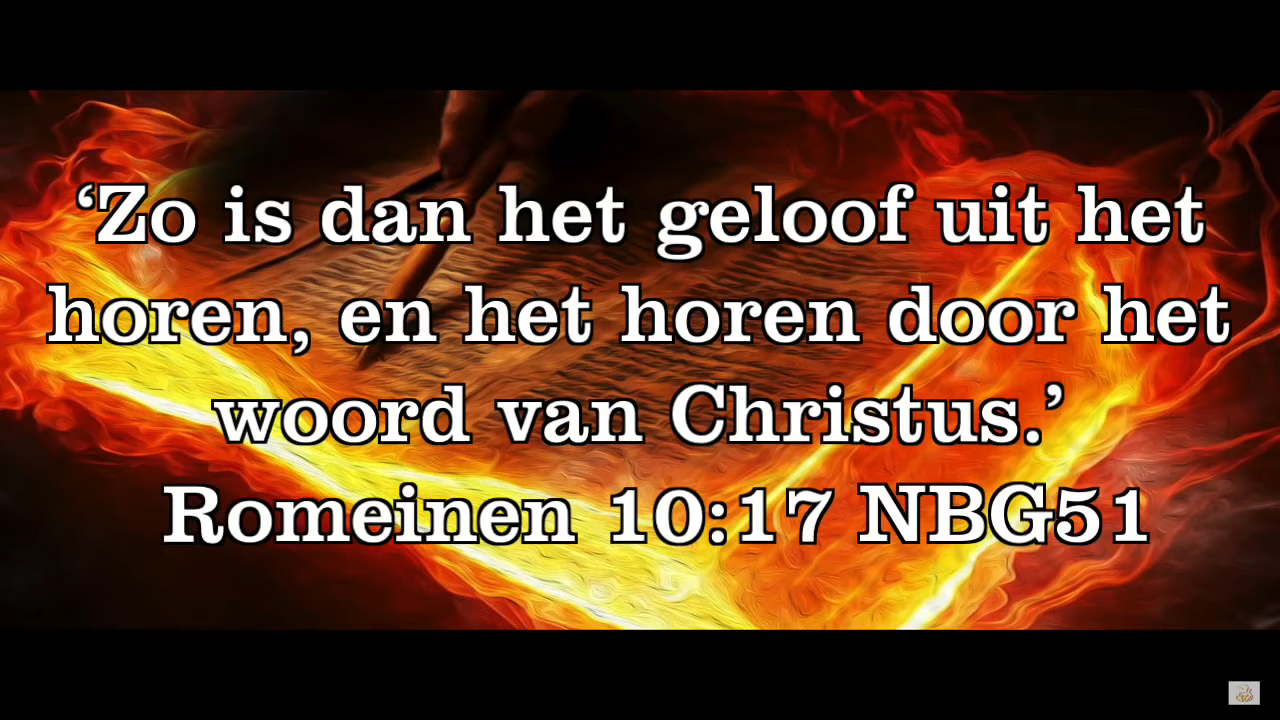 ‘Zo is dan het geloof uit het
horen, en het horen door het
woord van Christus.’
Romeinen 10:17 NBG51